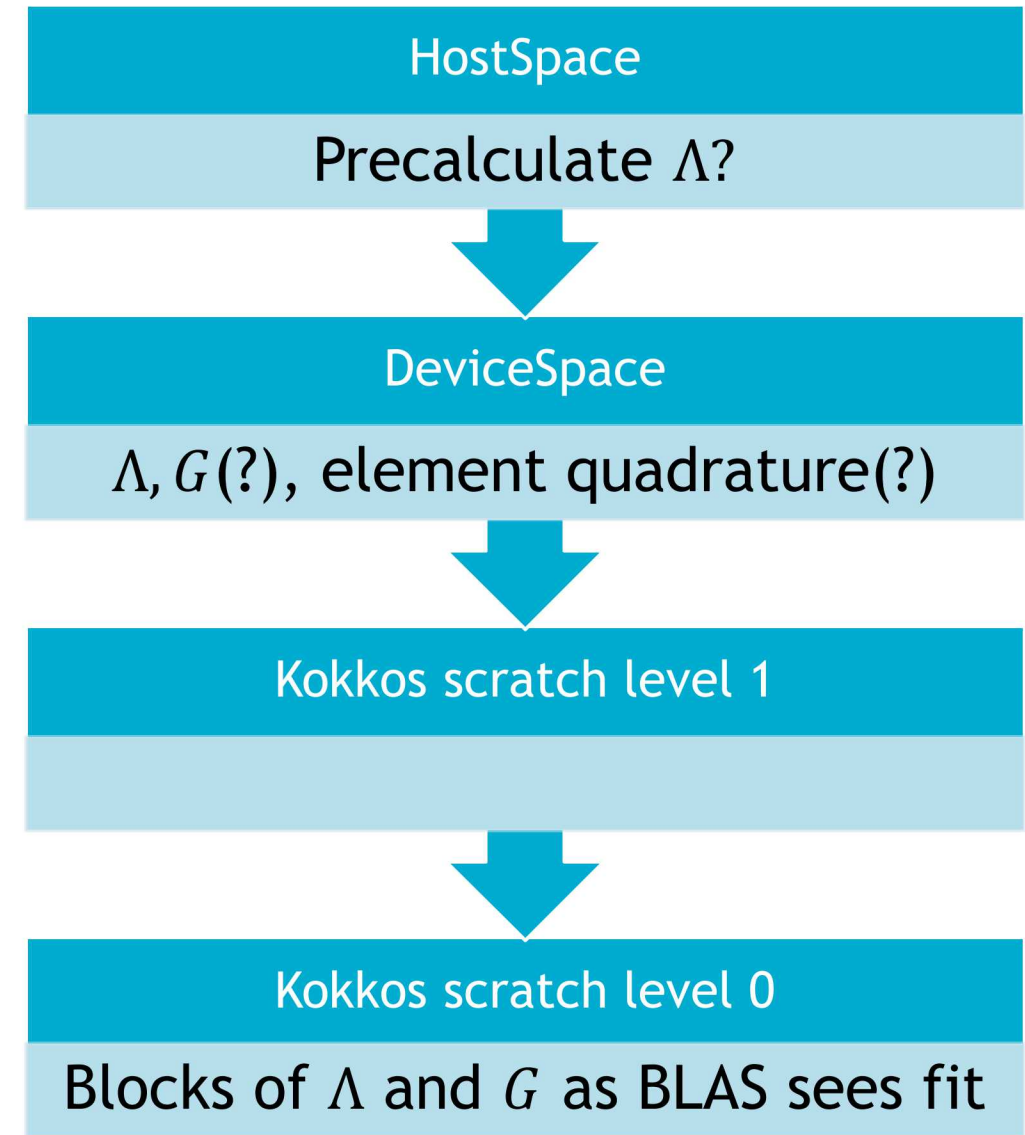 HostSpace
Precalculate Λ?
DeviceSpace
Λ, G(?), element quadrature(?)
Kokkos scratch level 1
Kokkos scratch level 0
Blocks of Λ and G as BLAS sees fit